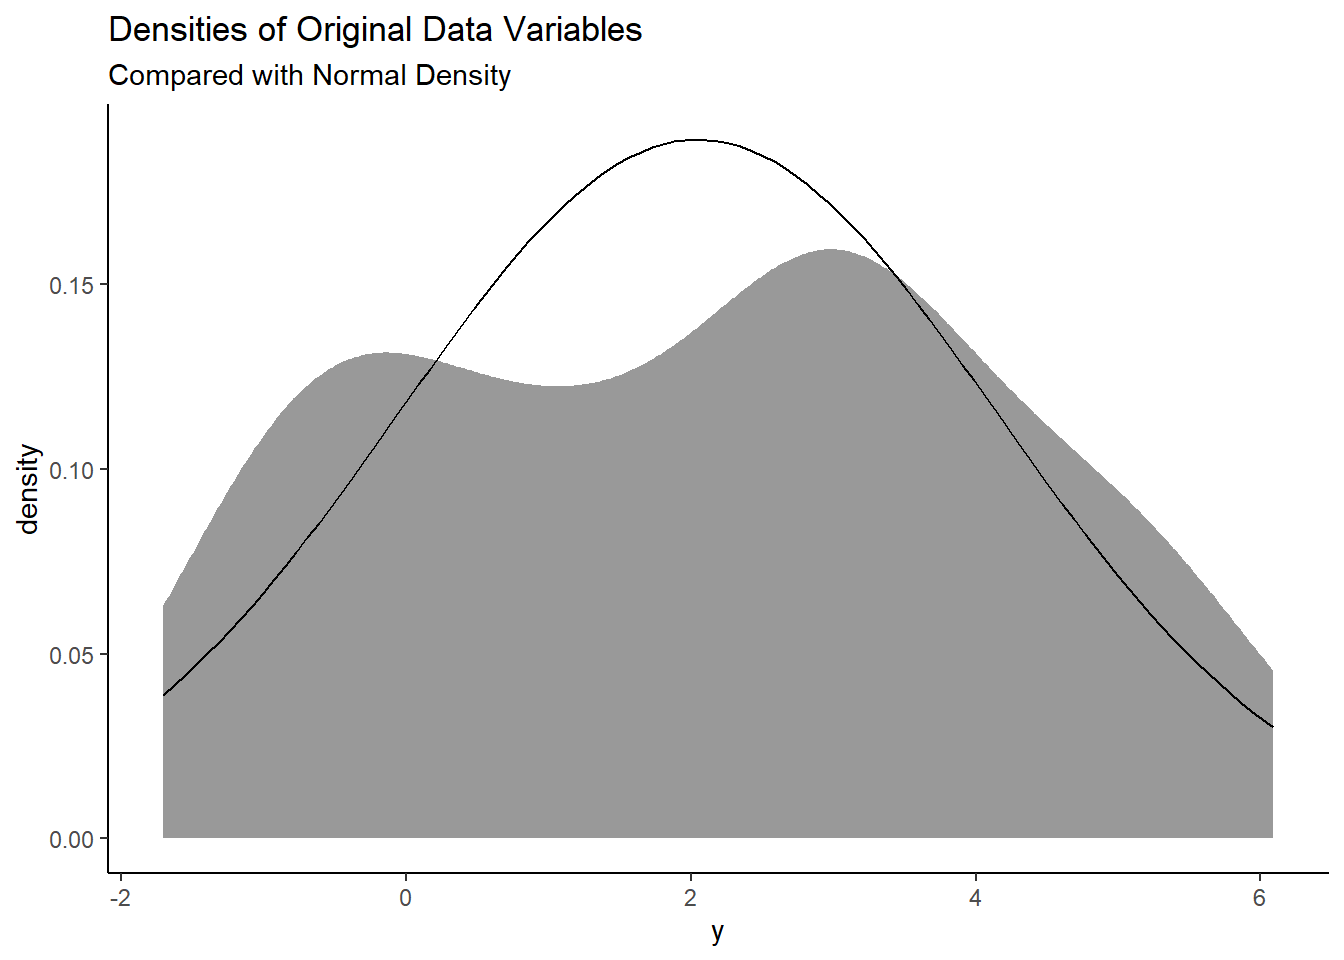 Densities of Original Data Variables
Compared with Normal Density
density
0.15
0.10
0.05
0.00
-2 0 2 4 6
y